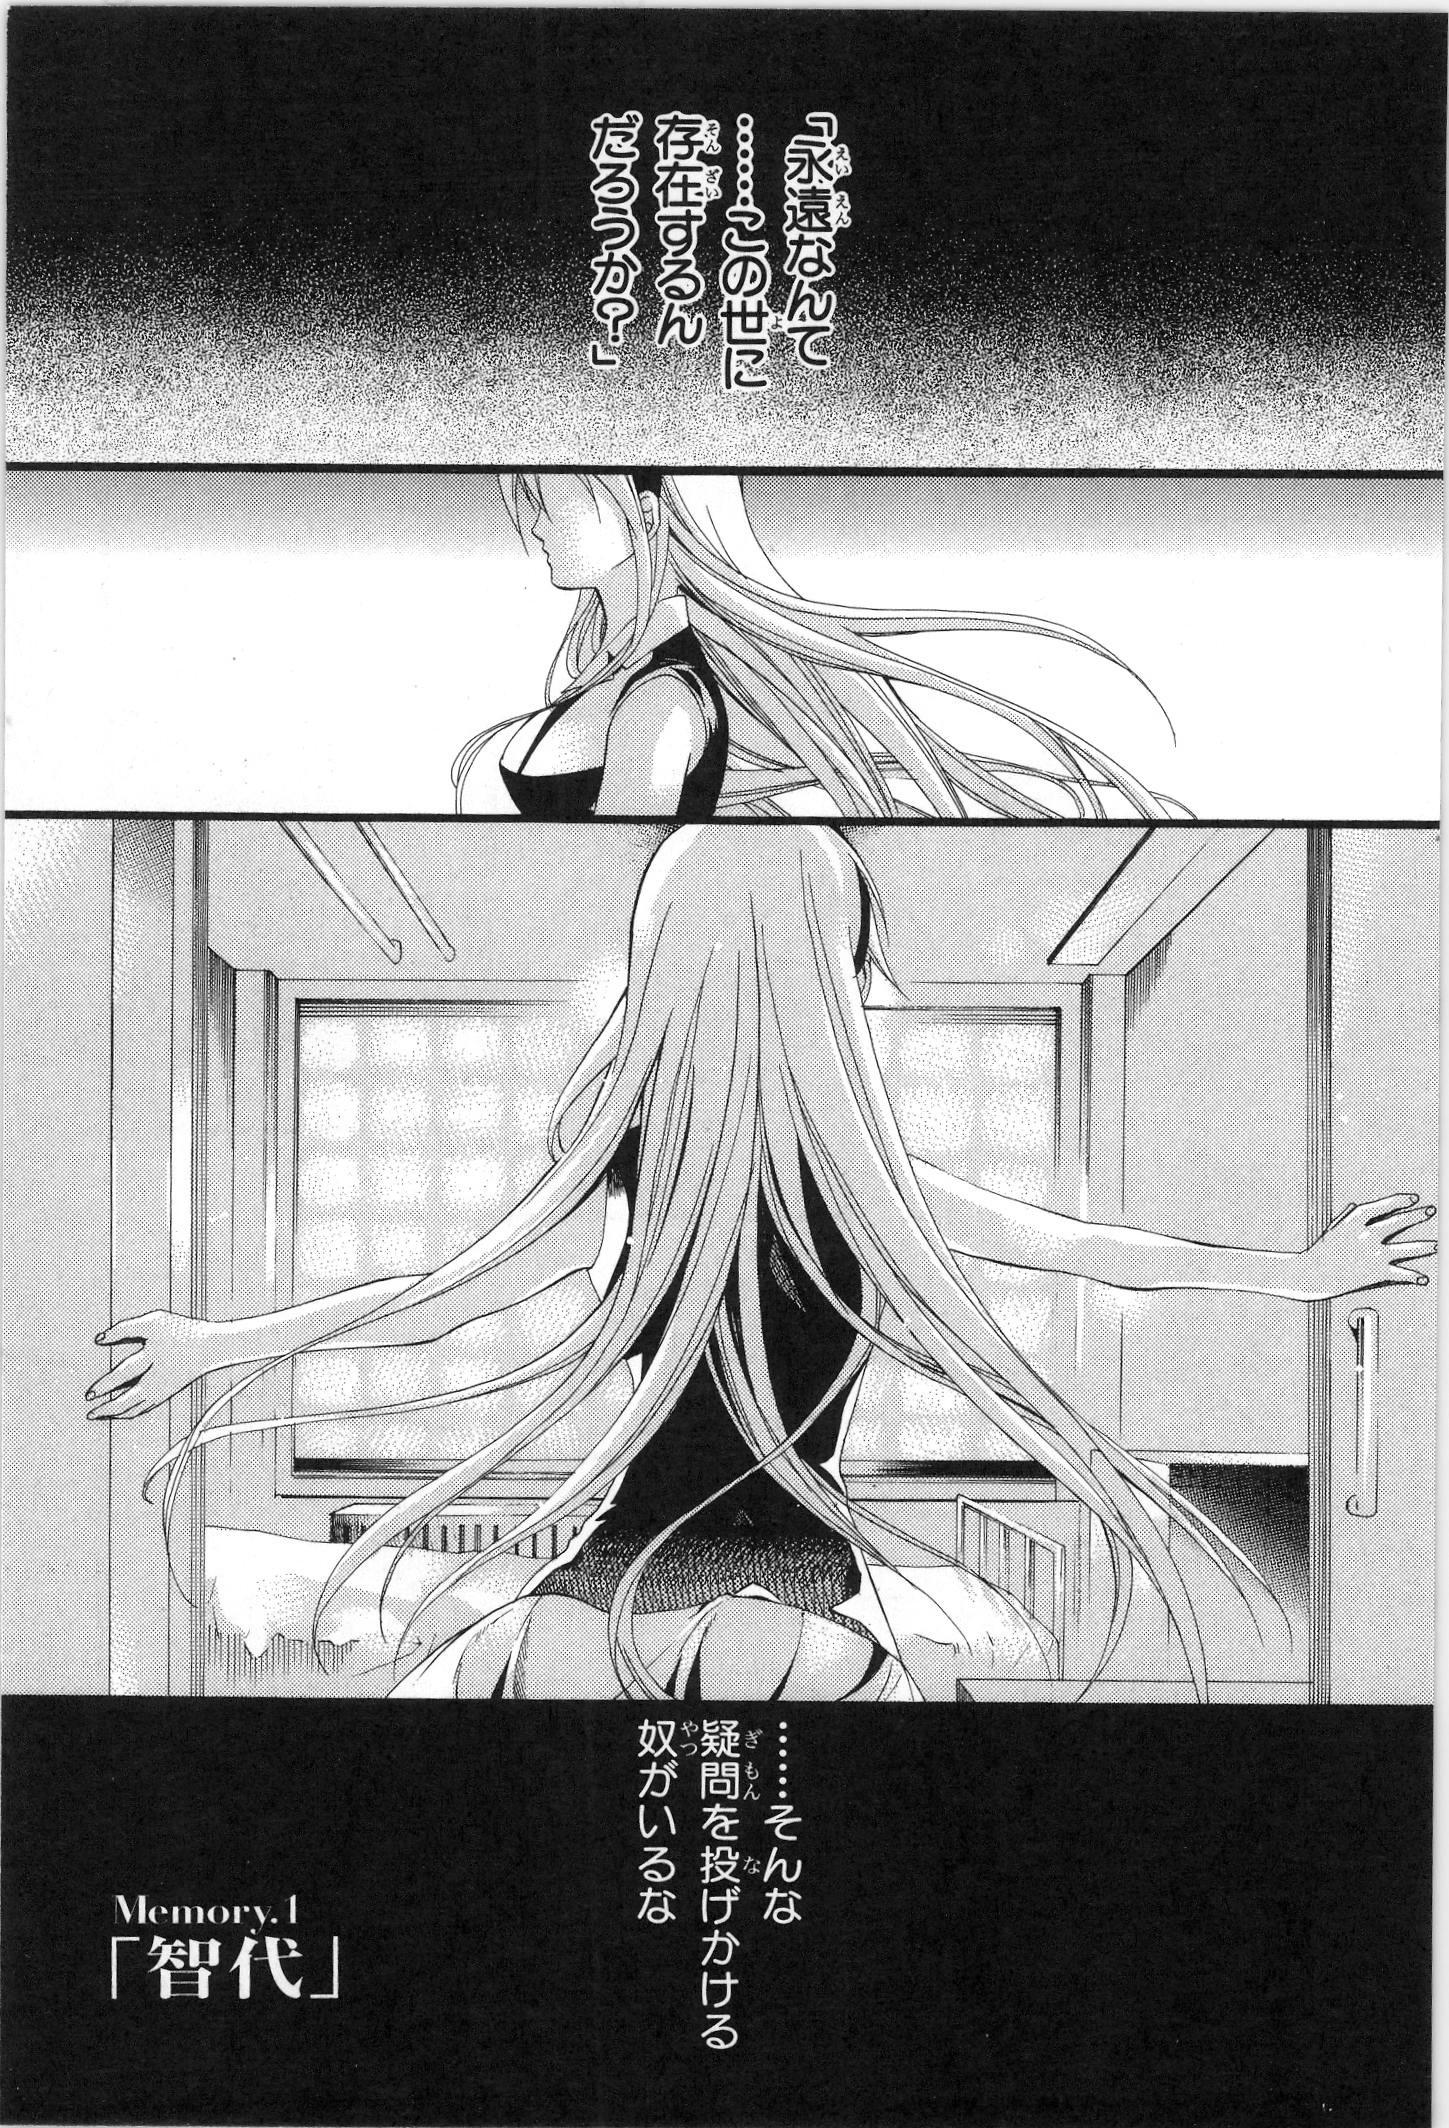 「永遠なんて
……この世に
存在するん
だろうか?」
……そんな
疑問を投げかける
奴がいるな
Memory.1
「智代」